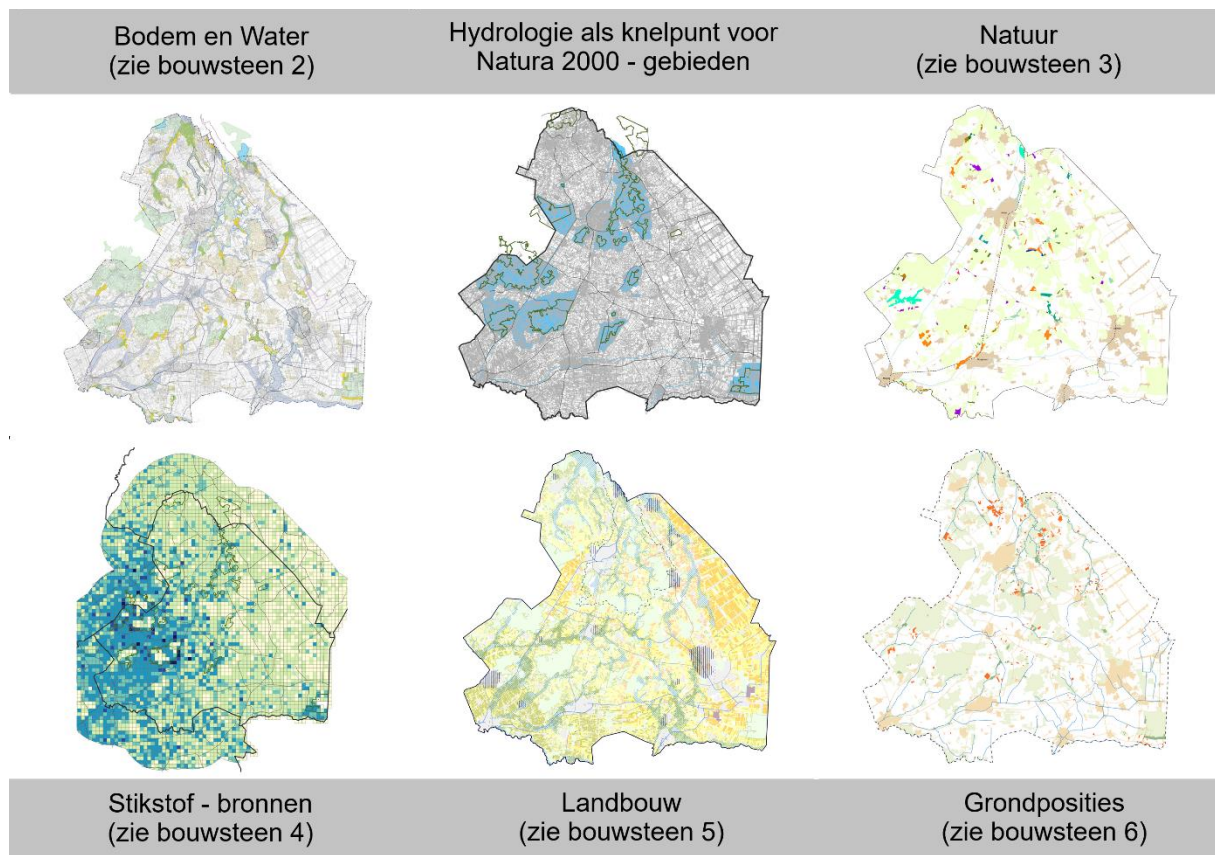 Bodem en Water
(zie bouwsteen 2)
Hydrologie als knelpunt voor
Natura 2000 - gebieden
Natuur
(zie bouwsteen 3)
Stikstof - bronnen
(zie bouwsteen 4)
Landbouw
(zie bouwsteen 5)
Grondposities
(zie bouwsteen 6)